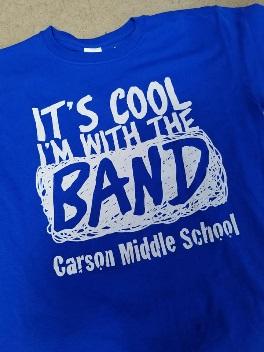 IT'S COOL
I'M WITH THE
BAND
Carson Middle School